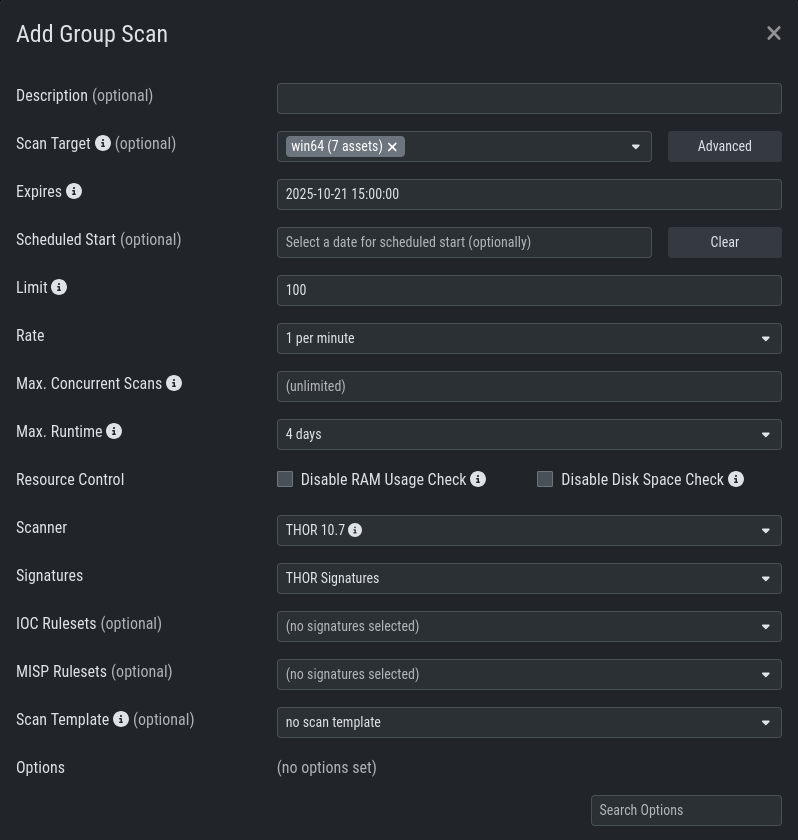 Add Group Scan
Description (optional)
Scan Target (optional) win64 (7 assets) Advanced
Expires 2025-10-21 15:00:00
Scheduled Start (optional) Select a date for scheduled start (optionally) Clear
Limit 100
Rate 1 per minute
Max. Concurrent Scans (unlimited)
Max. Runtime 4 days
Resource Control Disable RAM Usage Check Disable Disk Space Check
Scanner THOR 10.7
Signatures THOR Signatures
IOC Rulesets (optional) (no signatures selected)
MISP Rulesets (optional) (no signatures selected)
Scan Template (optional) no scan template
Options (no options set)
Search Options